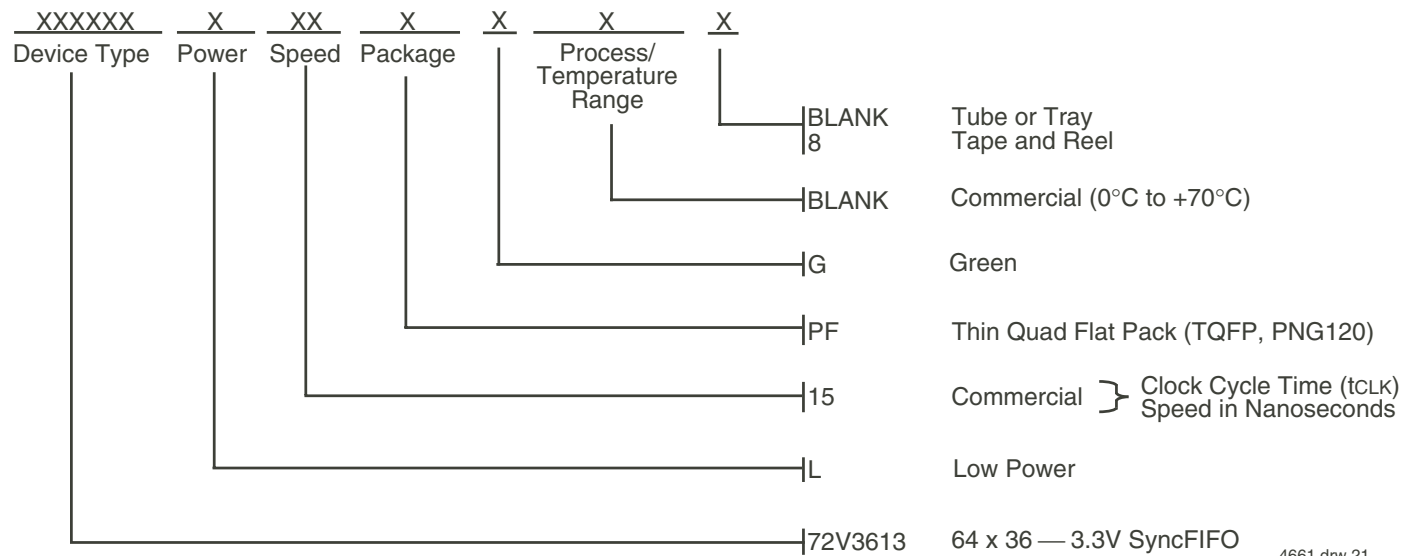 XXXXXX X XX X X X X
Device Type Power Speed Package Process/
Temperature
Range
BLANK Tube or Tray
8 Tape and Reel
BLANK Commercial (0°C to +70°C)
G Green
PF Thin Quad Flat Pack (TQFP, PNG120)
15 Commercial Clock Cycle Time (tCLK)
Speed in Nanoseconds
L Low Power
72V3613 64 x 36 — 3.3V SyncFIFO
4661 drw 21